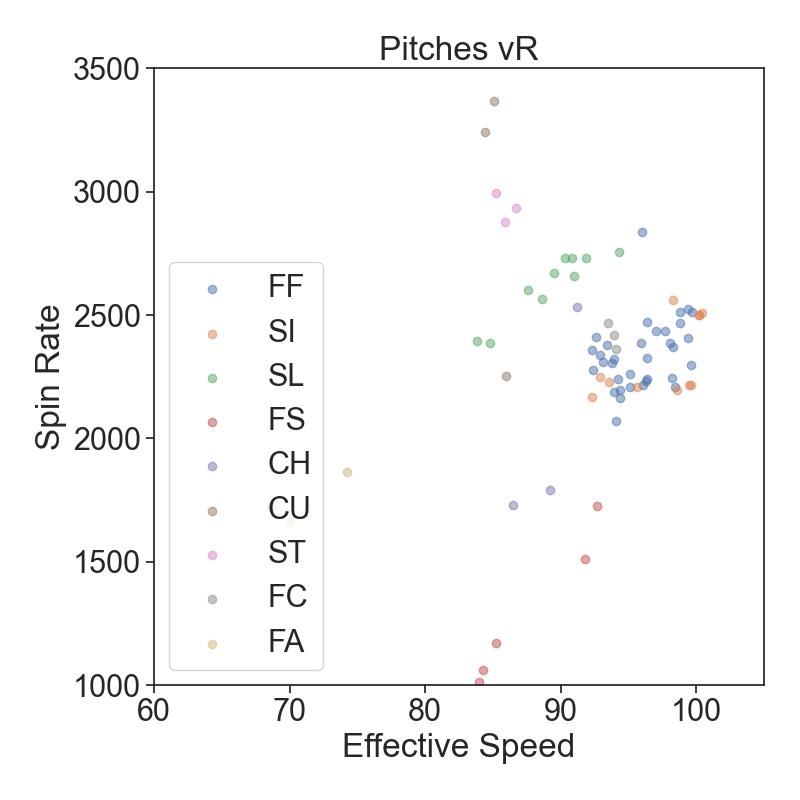 Pitches vR
3500
3000
2500
2000
1500
1000
Spin Rate
FF
SI
SL
FS
CH
CU
ST
FC
FA
60 70 80 90 100
Effective Speed